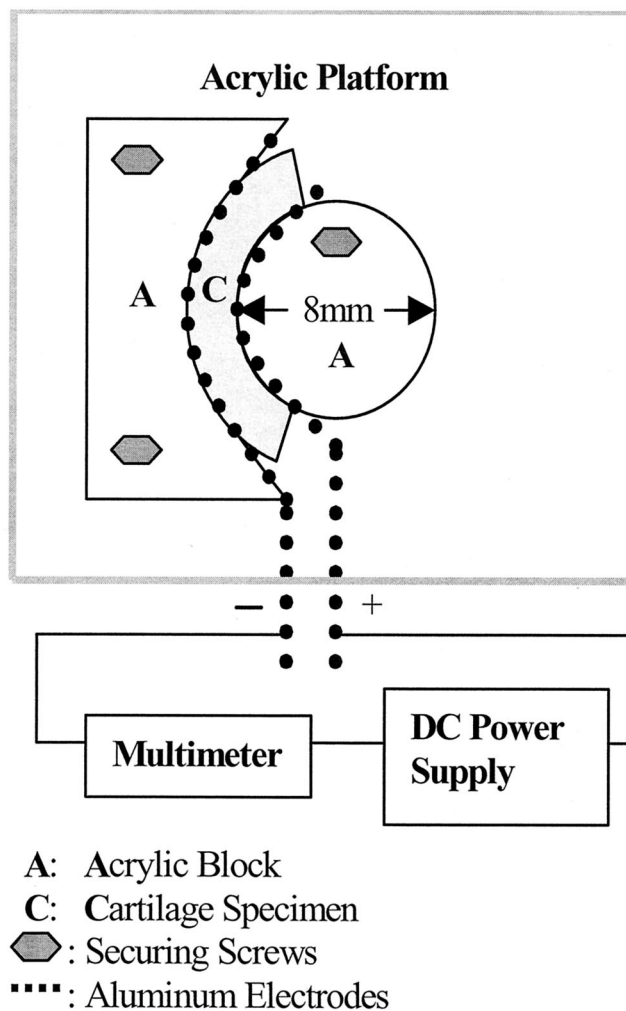 Acrylic Platform
A
C
8mm
A
− +
Multimeter
DC Power
Supply
A: Acrylic Block
C: Cartilage Specimen
: Securing Screws
: Aluminum Electrodes